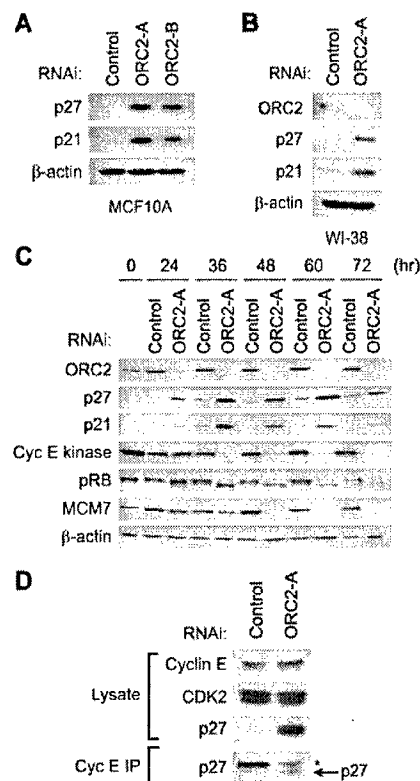 A
RNAi: Control ORC2-A ORC2-B
p27
p21
β-actin
MCF10A
B
RNAi: Control ORC2-A
ORC2
p27
p21
β-actin
WI-38
C
0 24 36 48 60 72 (hr)
RNAi: Control ORC2-A Control ORC2-A Control ORC2-A Control ORC2-A Control ORC2-A
ORC2
p27
p21
Cyc E kinase
pRB
MCM7
β-actin
D
RNAi: Control ORC2-A
Lysate
Cyclin E
CDK2
p27
Cyc E IP
p27 * p27